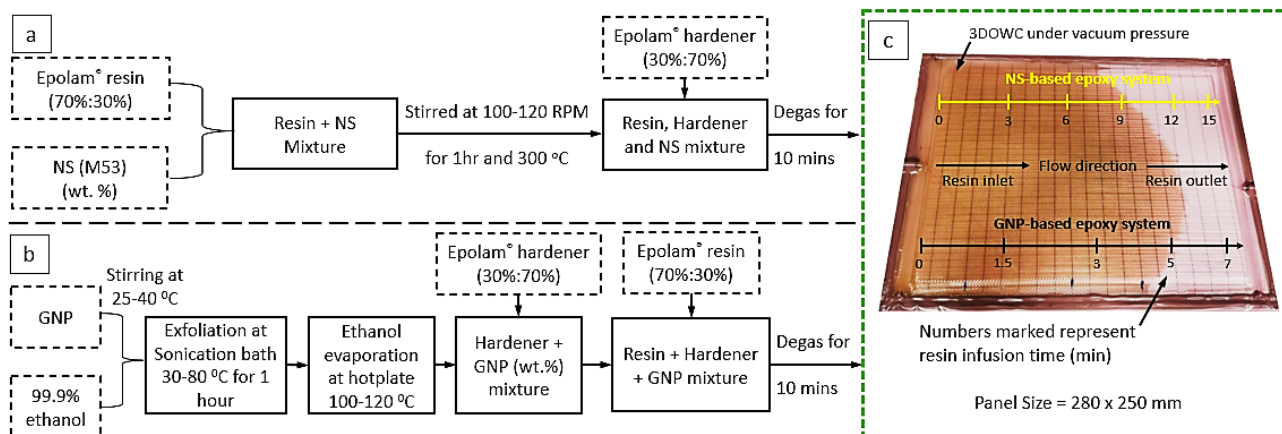 a
Epolam® resin
(70%:30%)
NS (M53)
(wt. %)
Resin + NS
Mixture
Stirred at 100-120 RPM
for 1hr and 300 ⁰C
Epolam® hardener
(30%:70%)
Resin, Hardener
and NS mixture
Degas for
10 mins
b
GNP
99.9%
ethanol
Stirring at
25-40 ⁰C
Exfoliation at
Sonication bath
30-80 ⁰C for 1
hour
Ethanol
evaporation
at hotplate
100-120 ⁰C
Epolam® hardener
(30%:70%)
Hardener +
GNP (wt.%)
mixture
Epolam® resin
(70%:30%)
Resin + Hardener
+ GNP mixture
Degas for
10 mins
c
3DOWC under vacuum pressure
NS-based epoxy system
0 3 6 9 12 15
Flow direction
Resin inlet Resin outlet
GNP-based epoxy system
0 1.5 3 5 7
Numbers marked represent
resin infusion time (min)
Panel Size = 280 x 250 mm